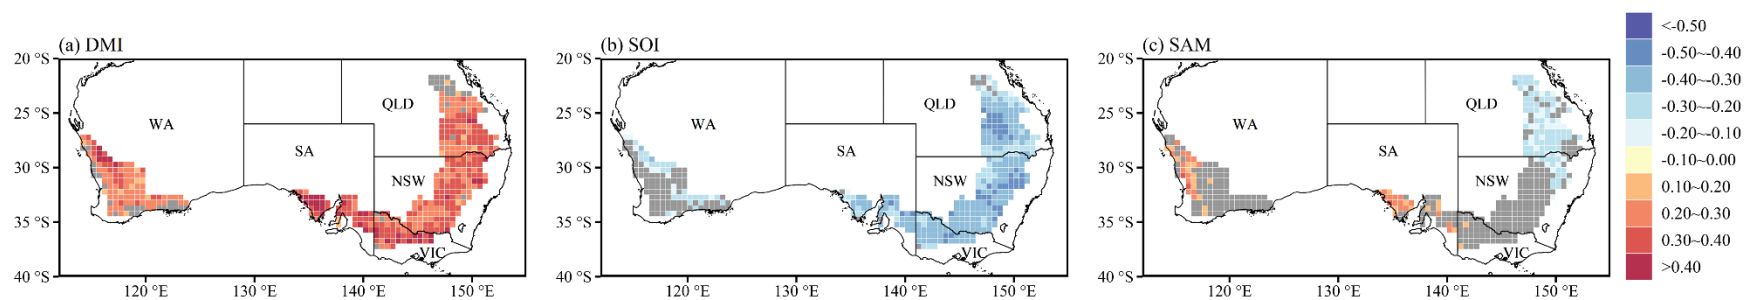 (a) DMI
20 °S
25 °S
30 °S
35 °S
40 °S
WA
SA
QLD
NSW
VIC
120 °E
130 °E
140 °E
150 °E
(b) SOI
20 °S
25 °S
30 °S
35 °S
40 °S
WA
SA
QLD
NSW
VIC
120 °E
130 °E
140 °E
150 °E
(c) SAM
20 °S
25 °S
30 °S
35 °S
40 °S
WA
SA
QLD
NSW
VIC
120 °E
130 °E
140 °E
150 °E
<-0.50
-0.50~-0.40
-0.40~-0.30
-0.30~-0.20
-0.20~-0.10
-0.10~0.00
0.10~0.20
0.20~0.30
0.30~0.40
>0.40